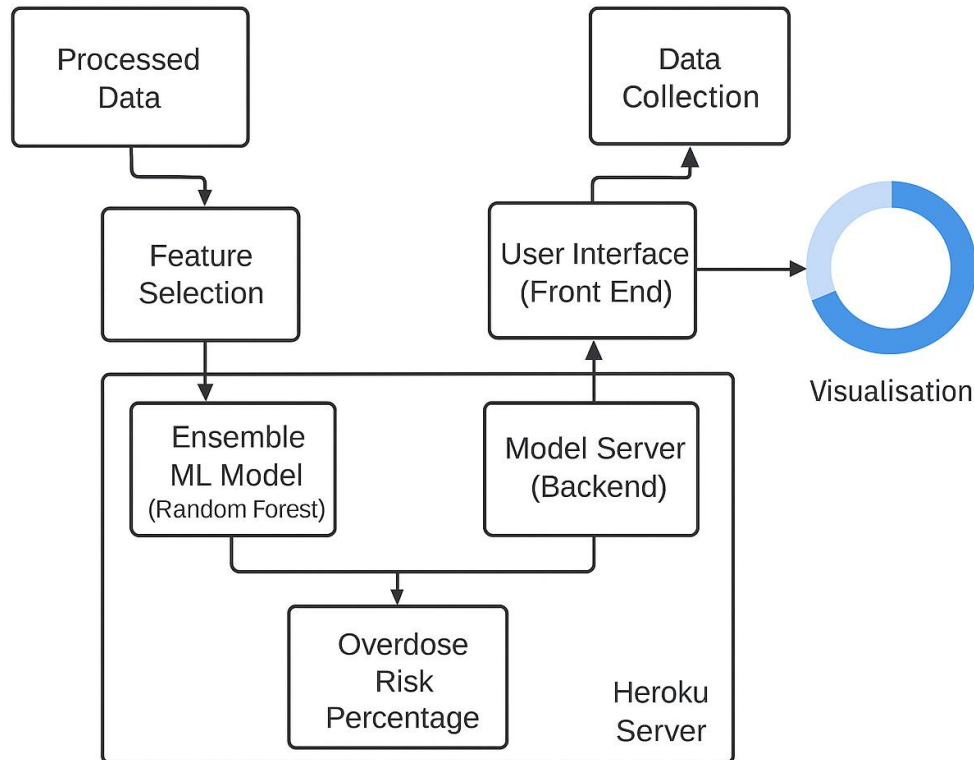 Processed
Data
Data
Collection
Feature
Selection
User Interface
(Front End)
Visualisation
Ensemble
ML Model
(Random Forest)
Model Server
(Backend)
Overdose
Risk
Percentage
Heroku
Server